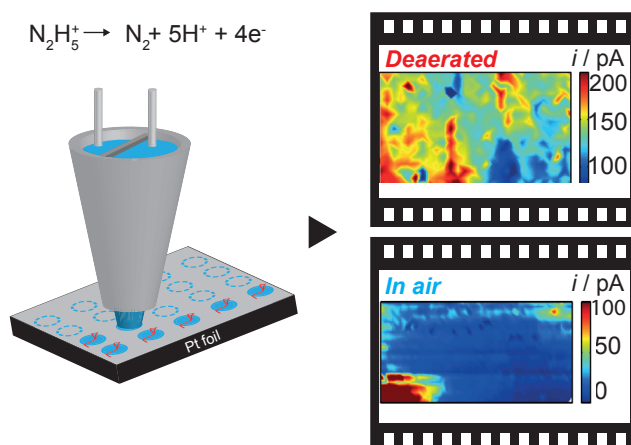 N₂H₅⁺ → N₂+ 5H⁺ + 4e⁻
Pt foil
Deaerated
i / pA
200
150
100
In air
i / pA
100
50
0